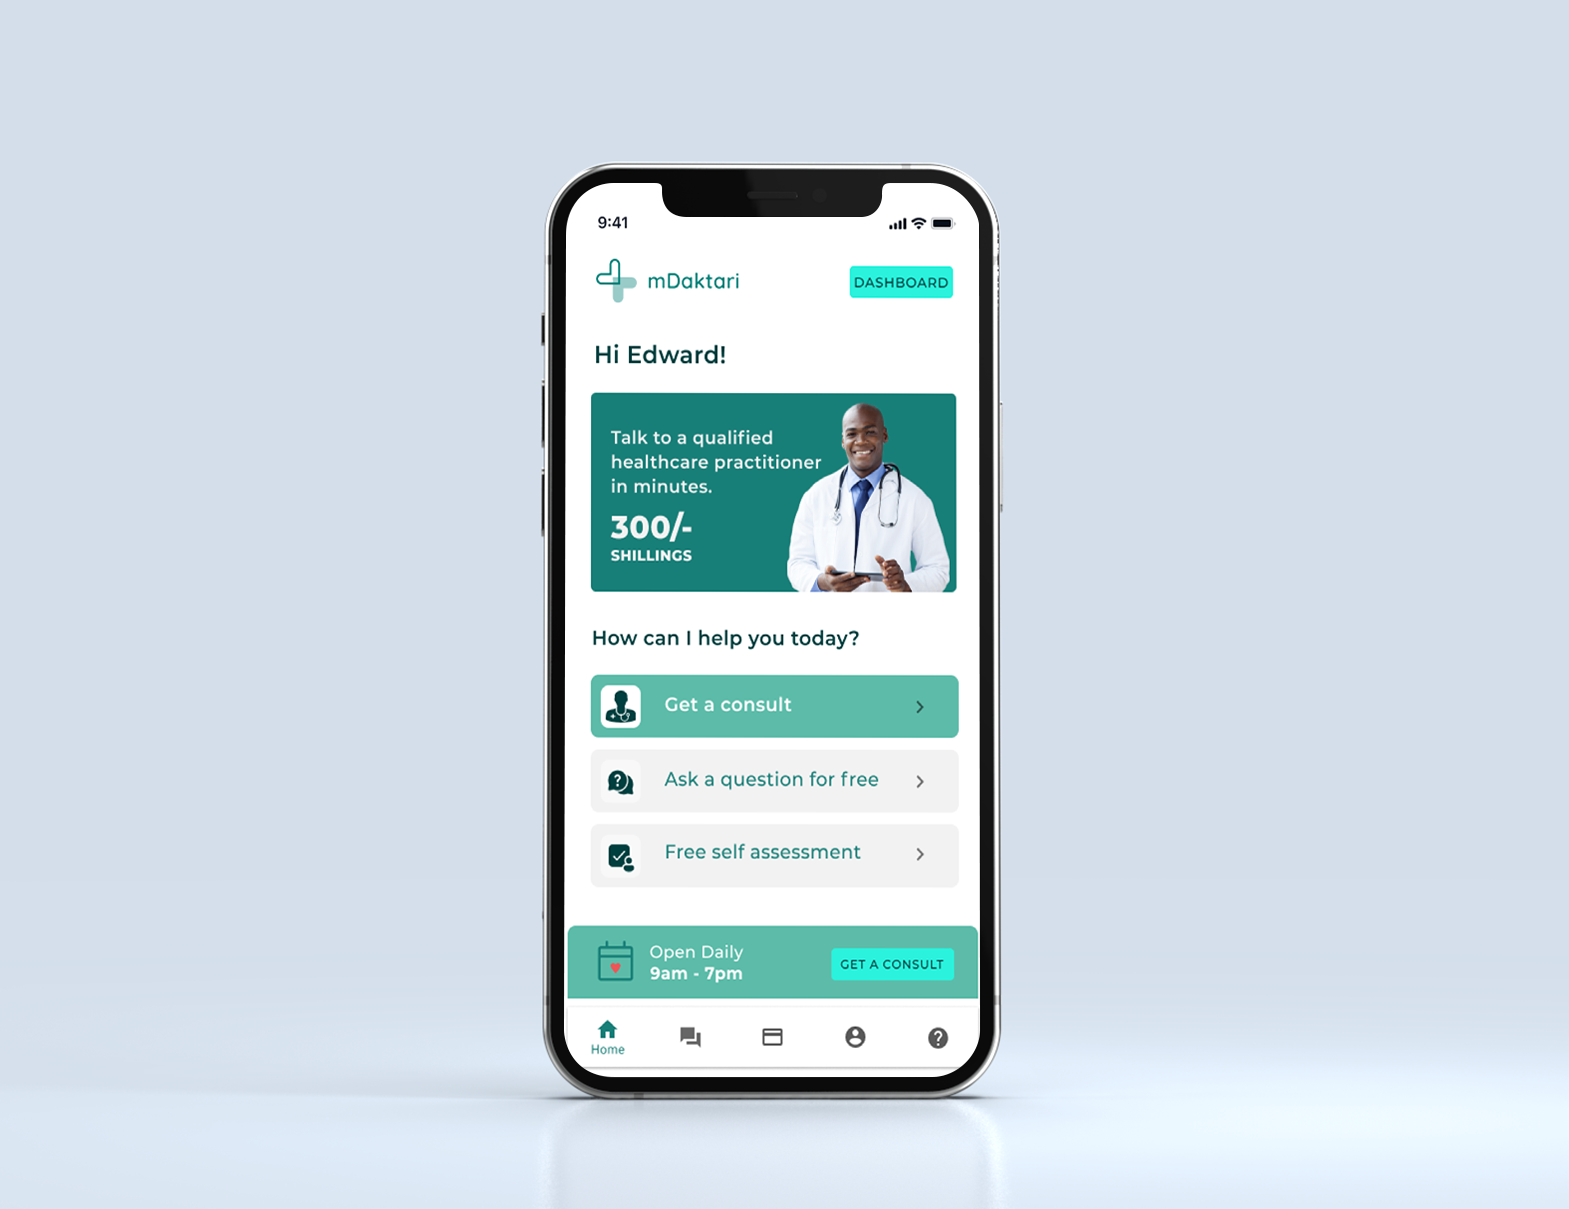 9:41
mDaktari
DASHBOARD
Hi Edward!
Talk to a qualified
healthcare practitioner
in minutes.
300/-
SHILLINGS
How can I help you today?
Get a consult
Ask a question for free
Free self assessment
Open Daily
9am - 7pm
GET A CONSULT
Home